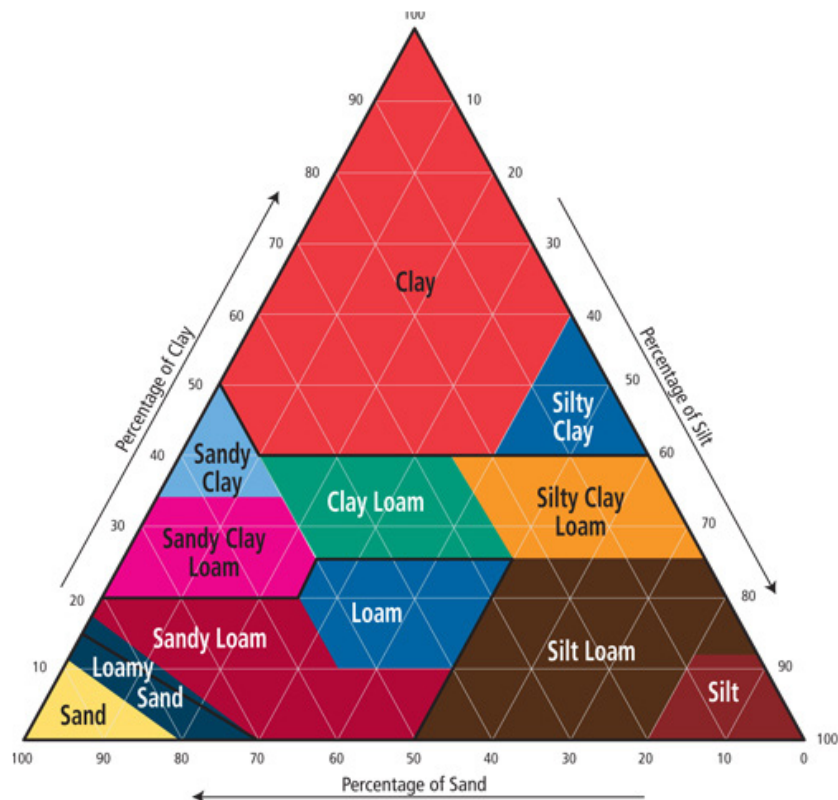 100
90
10
80
20
70
30
Clay
60
40
Percentage of Clay
Percentage of Silt
50
50
Silty
Clay
40
Sandy
Clay
60
Clay Loam
Silty Clay
Loam
30
70
Sandy Clay
Loam
20
80
Loam
Sandy Loam
Silt Loam
10
Loamy
Sand
90
Silt
Sand
100
100
90
80
70
60
50
40
30
20
10
0
Percentage of Sand